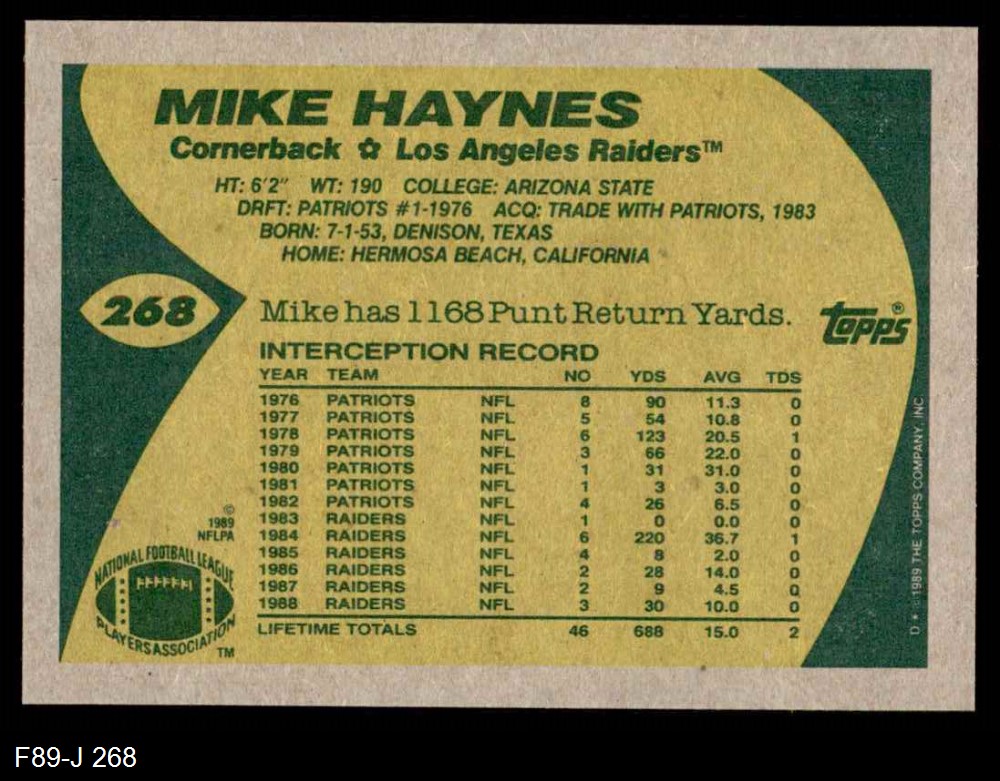 MIKE HAYNES
Cornerback ✩ Los Angeles Raiders™
HT: 6'2" WT: 190 COLLEGE: ARIZONA STATE
DRFT: PATRIOTS #1-1976 ACQ: TRADE WITH PATRIOTS, 1983
BORN: 7-1-53, DENISON, TEXAS
HOME: HERMOSA BEACH, CALIFORNIA
268
Mike has 1168 Punt Return Yards.
topps®
INTERCEPTION RECORD
YEAR TEAM NO YDS AVG TDS
1976 PATRIOTS NFL 8 90 11.3 0
1977 PATRIOTS NFL 5 54 10.8 0
1978 PATRIOTS NFL 6 123 20.5 1
1979 PATRIOTS NFL 3 66 22.0 0
1980 PATRIOTS NFL 1 31 31.0 0
1981 PATRIOTS NFL 1 3 3.0 0
1982 PATRIOTS NFL 4 26 6.5 0
1983 RAIDERS NFL 1 0 0.0 0
1984 RAIDERS NFL 6 220 36.7 1
1985 RAIDERS NFL 4 8 2.0 0
1986 RAIDERS NFL 2 28 14.0 0
1987 RAIDERS NFL 2 9 4.5 0
1988 RAIDERS NFL 3 30 10.0 0
LIFETIME TOTALS 46 688 15.0 2
©
1989
NFLPA
NATIONAL FOOTBALL LEAGUE
PLAYERS ASSOCIATION
TM
D * ©1989 THE TOPPS COMPANY, INC.
F89-J 268